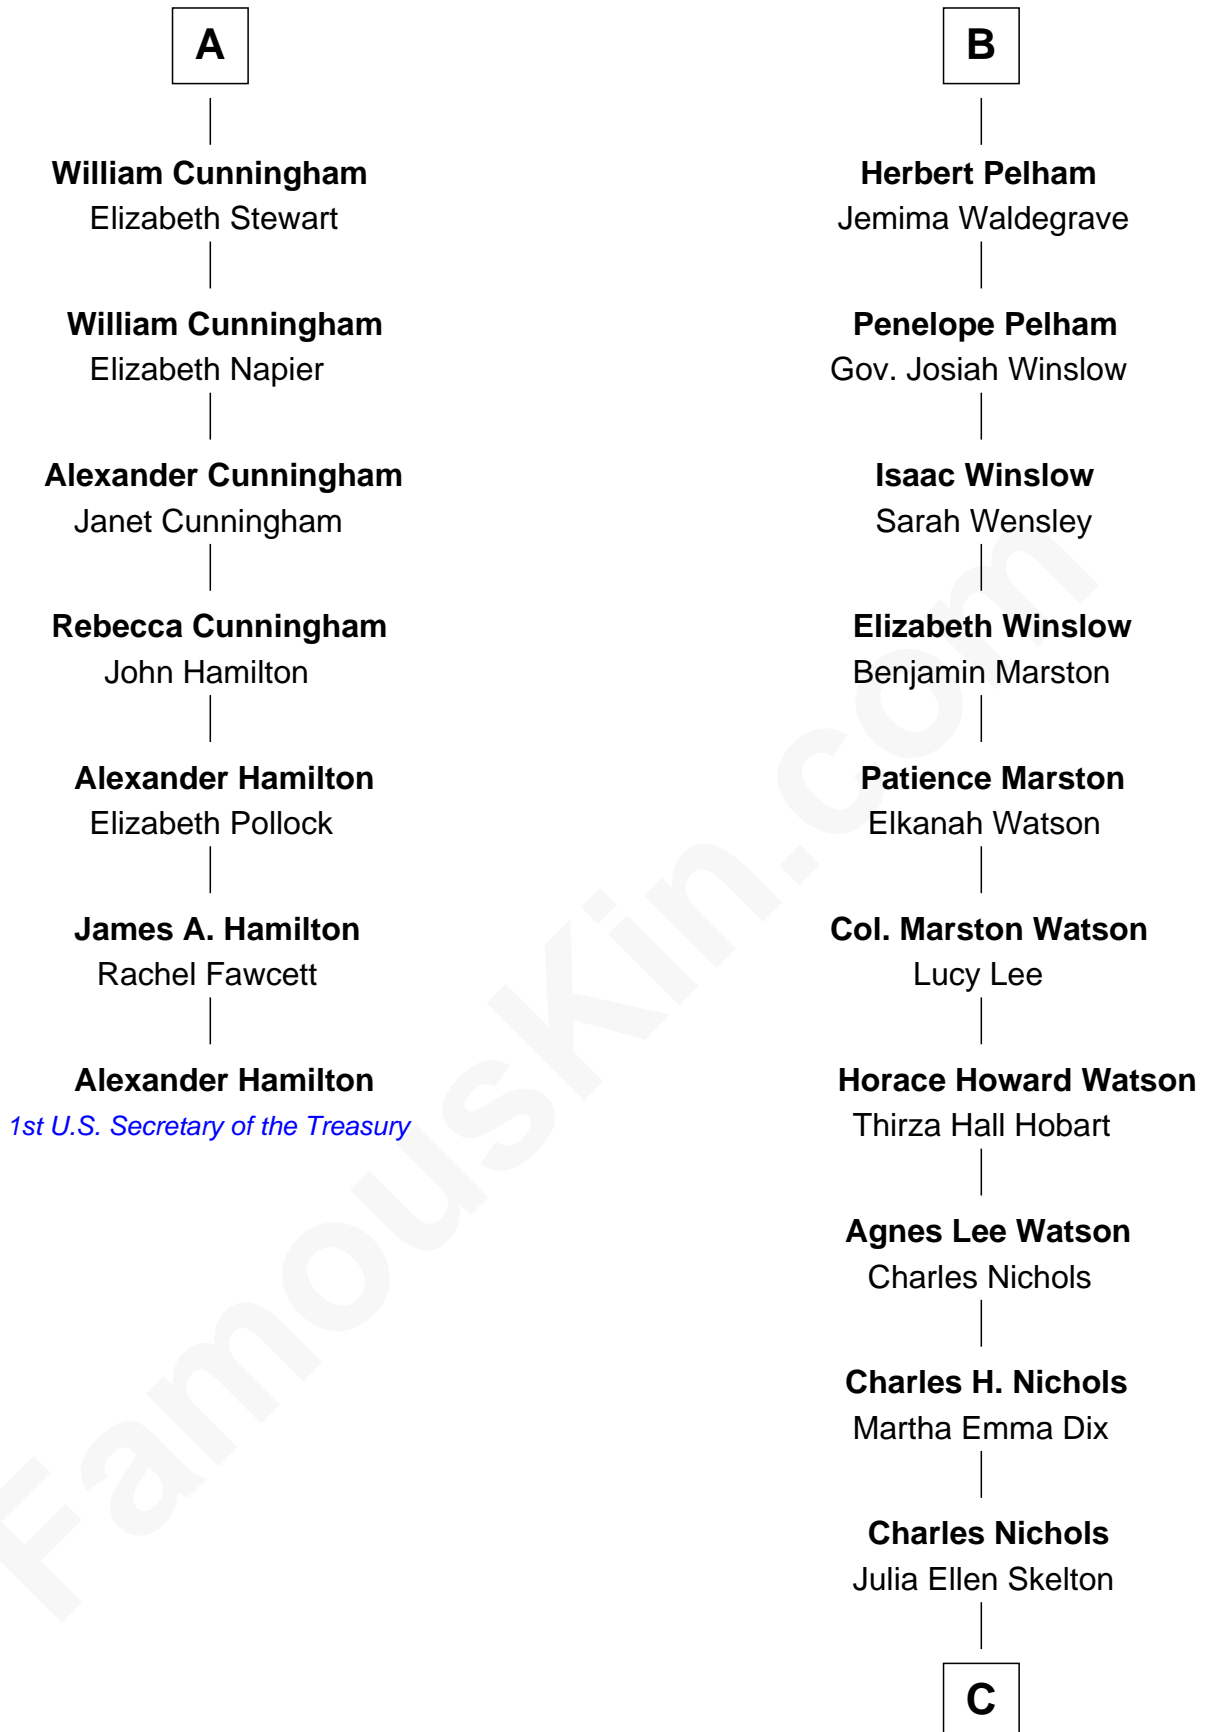 A
William Cunningham
Elizabeth Stewart
William Cunningham
Elizabeth Napier
Alexander Cunningham
Janet Cunningham
Rebecca Cunningham
John Hamilton
Alexander Hamilton
Elizabeth Pollock
James A. Hamilton
Rachel Fawcett
Alexander Hamilton
1st U.S. Secretary of the Treasury
B
Herbert Pelham
Jemima Waldegrave
Penelope Pelham
Gov. Josiah Winslow
Isaac Winslow
Sarah Wensley
Elizabeth Winslow
Benjamin Marston
Patience Marston
Elkanah Watson
Col. Marston Watson
Lucy Lee
Horace Howard Watson
Thirza Hall Hobart
Agnes Lee Watson
Charles Nichols
Charles H. Nichols
Martha Emma Dix
Charles Nichols
Julia Ellen Skelton
C
FamousKin.com